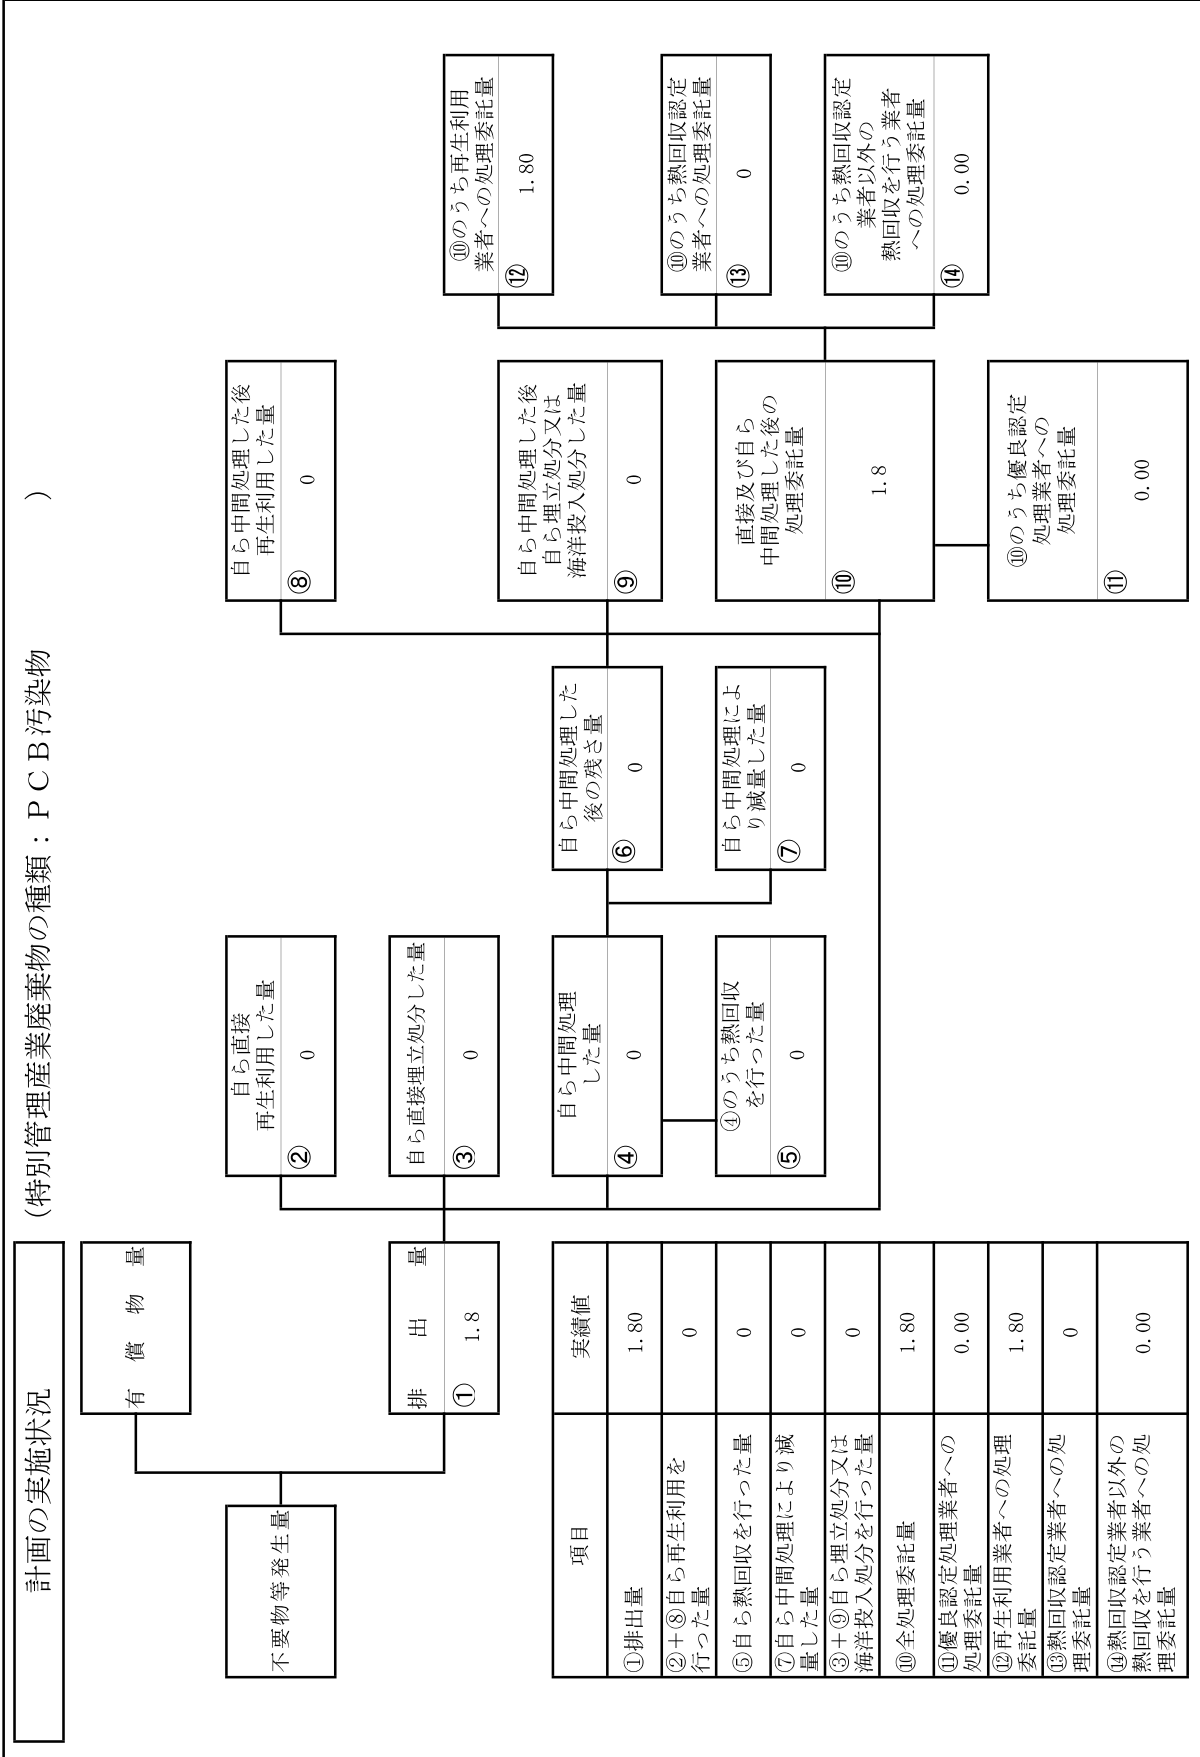 計画の実施状況
（特別管理産業廃棄物の種類：ＰＣＢ汚染物　　　　　　）
不要物等発生量
有償物量
排出量
①
1.8
自ら直接
再生利用した量
②
0
自ら直接埋立処分した量
③
0
自ら中間処理
した量
④
0
④のうち熱回収
を行った量
⑤
0
自ら中間処理した
後の残さ量
⑥
0
自ら中間処理によ
り減量した量
⑦
0
自ら中間処理した後
再生利用した量
⑧
0
自ら中間処理した後
自ら埋立処分又は
海洋投入処分した量
⑨
0
直接及び自ら
中間処理した後の
処理委託量
⑩
1.8
⑩のうち優良認定
処理業者への
処理委託量
⑪
0.00
⑩のうち再生利用
業者への処理委託量
⑫
1.80
⑩のうち熱回収認定
業者への処理委託量
⑬
0
⑩のうち熱回収認定
業者以外の
熱回収を行う業者
への処理委託量
⑭
0.00
項目
実績値
①排出量
1.80
②＋⑧自ら再生利用を
行った量
0
⑤自ら熱回収を行った量
0
⑦自ら中間処理により減
量した量
0
③＋⑨自ら埋立処分又は
海洋投入処分を行った量
0
⑩全処理委託量
1.80
⑪優良認定処理業者への
処理委託量
0.00
⑫再生利用業者への処理
委託量
1.80
⑬熱回収認定業者への処
理委託量
0
⑭熱回収認定業者以外の
熱回収を行う業者への処
理委託量
0.00